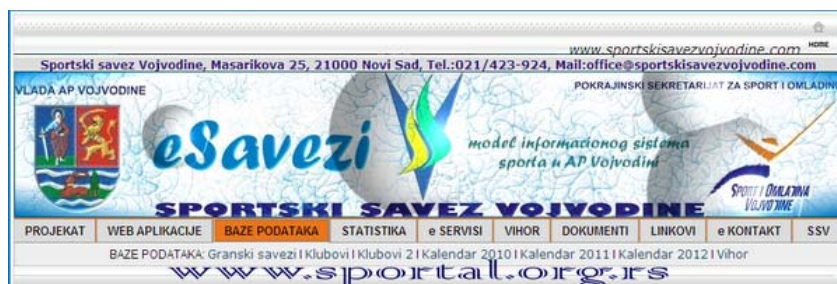 www.sportskisavezvojvodine.com
HOME
Sportski savez Vojvodine, Masarikova 25, 21000 Novi Sad, Tel.:021/423-924, Mail:office@sportskisavezvojvodine.com
VLADA AP VOJVODINE
POKRAJINSKI SEKRETARIJAT ZA SPORT I OMLADINU
eSavezi
model informacionog sistema
sporta u AP Vojvodini
SPORT I OMLADINA
VOJVODINE
SPORTSKI SAVEZ VOJVODINE
PROJEKAT WEB APLIKACIJE BAZE PODATAKA STATISTIKA e SERVISI VIHOR DOKUMENTI LINKOVI e KONTAKT SSV
BAZE PODATAKA: Granski savezi I Klubovi I Klubovi 2 I Kalendar 2010 I Kalendar 2011 I Kalendar 2012 I Vihor
www.sportal.org.rs